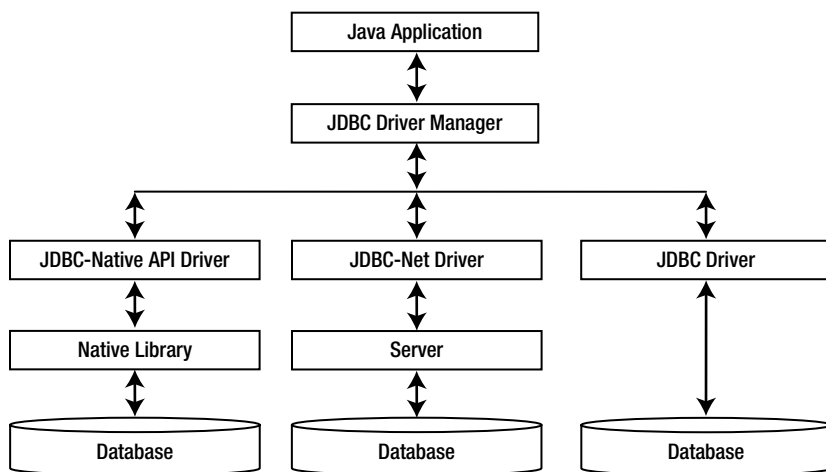 Java Application
JDBC Driver Manager
JDBC-Native API Driver
JDBC-Net Driver
JDBC Driver
Native Library
Server
Database
Database
Database